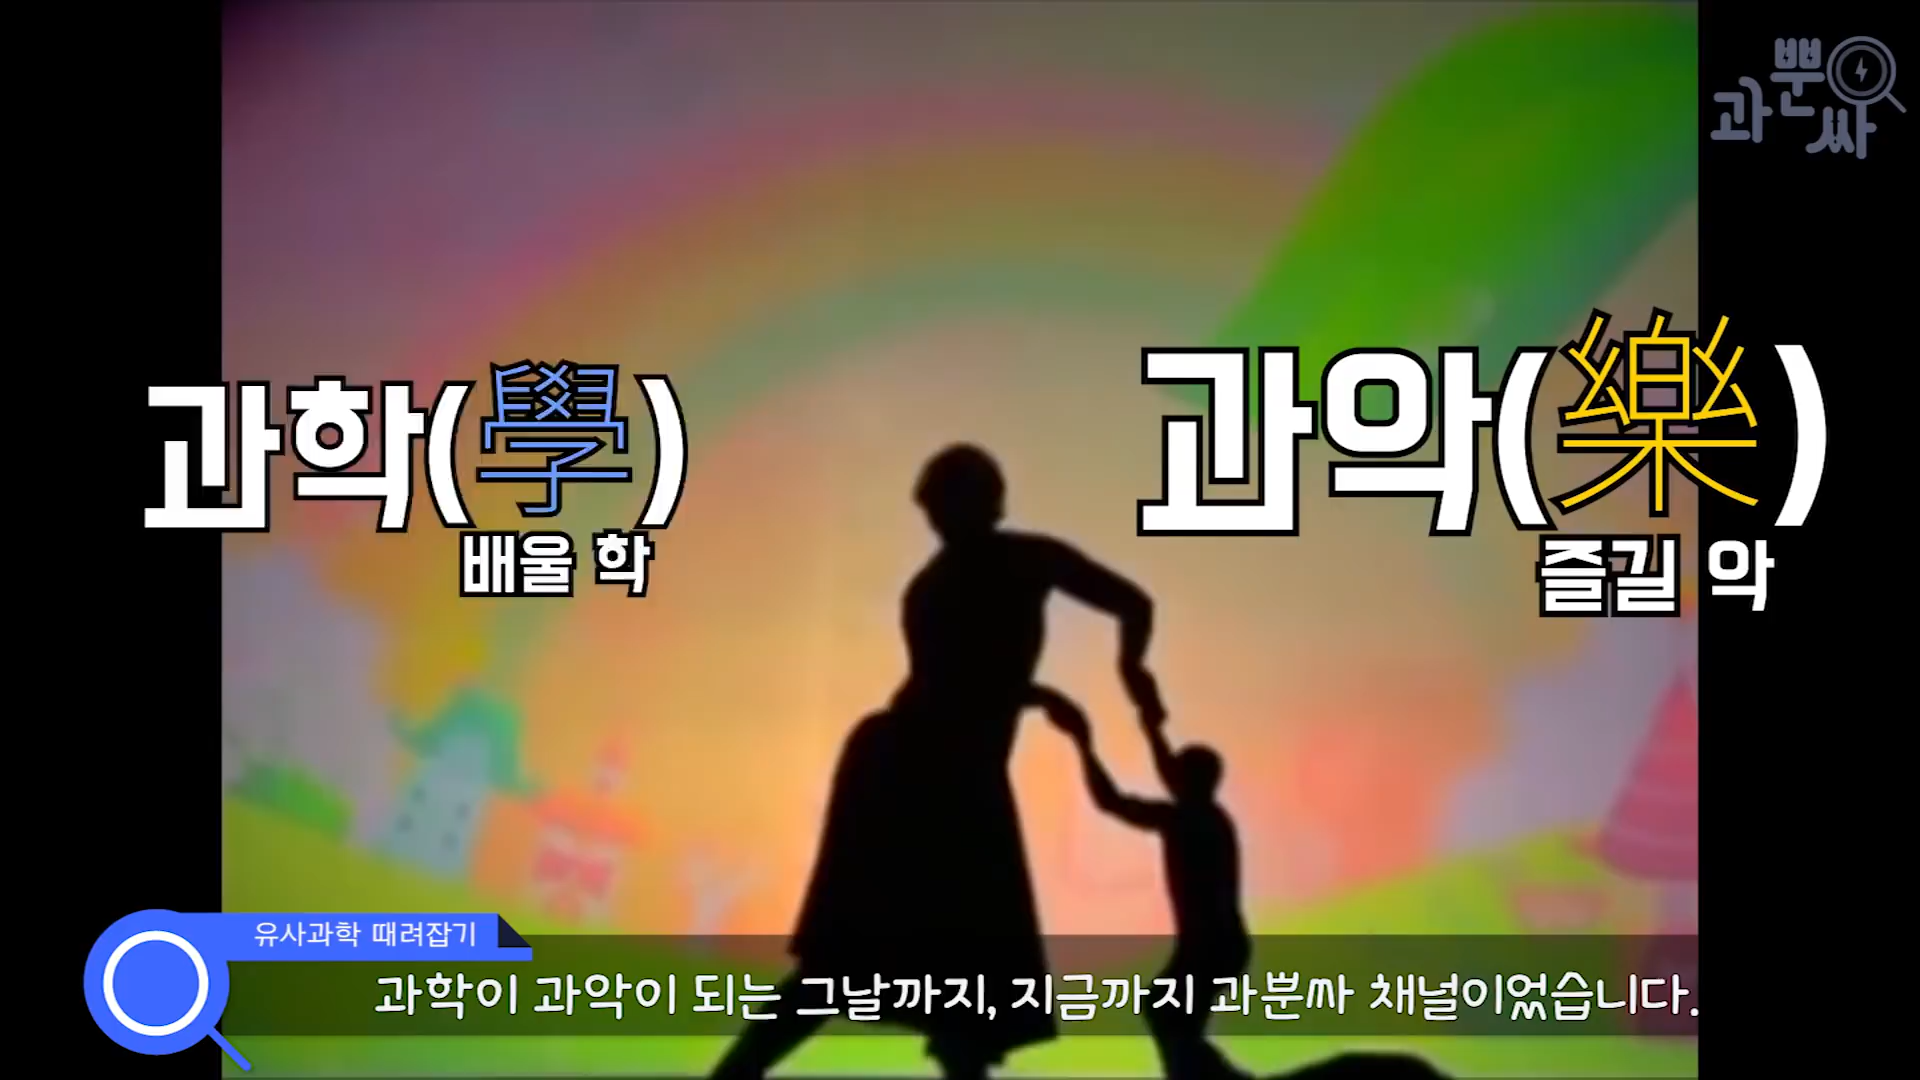 과뿐싸
과학(學)
배울 학
과악(樂)
즐길 악
유사과학 때려잡기
과학이 과악이 되는 그날까지, 지금까지 과뿐싸 채널이었습니다.